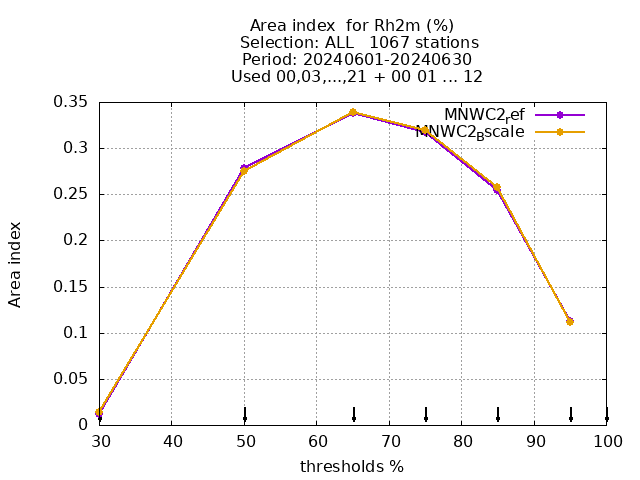 Area index  for Rh2m (%)
Selection: ALL   1067 stations
Period: 20240601-20240630
Used 00,03,...,21 + 00 01 ... 12
MNWC2ref
MNWC2Bscale
0.35
0.3
0.25
0.2
0.15
0.1
0.05
0
Area index
30 40 50 60 70 80 90 100
thresholds %